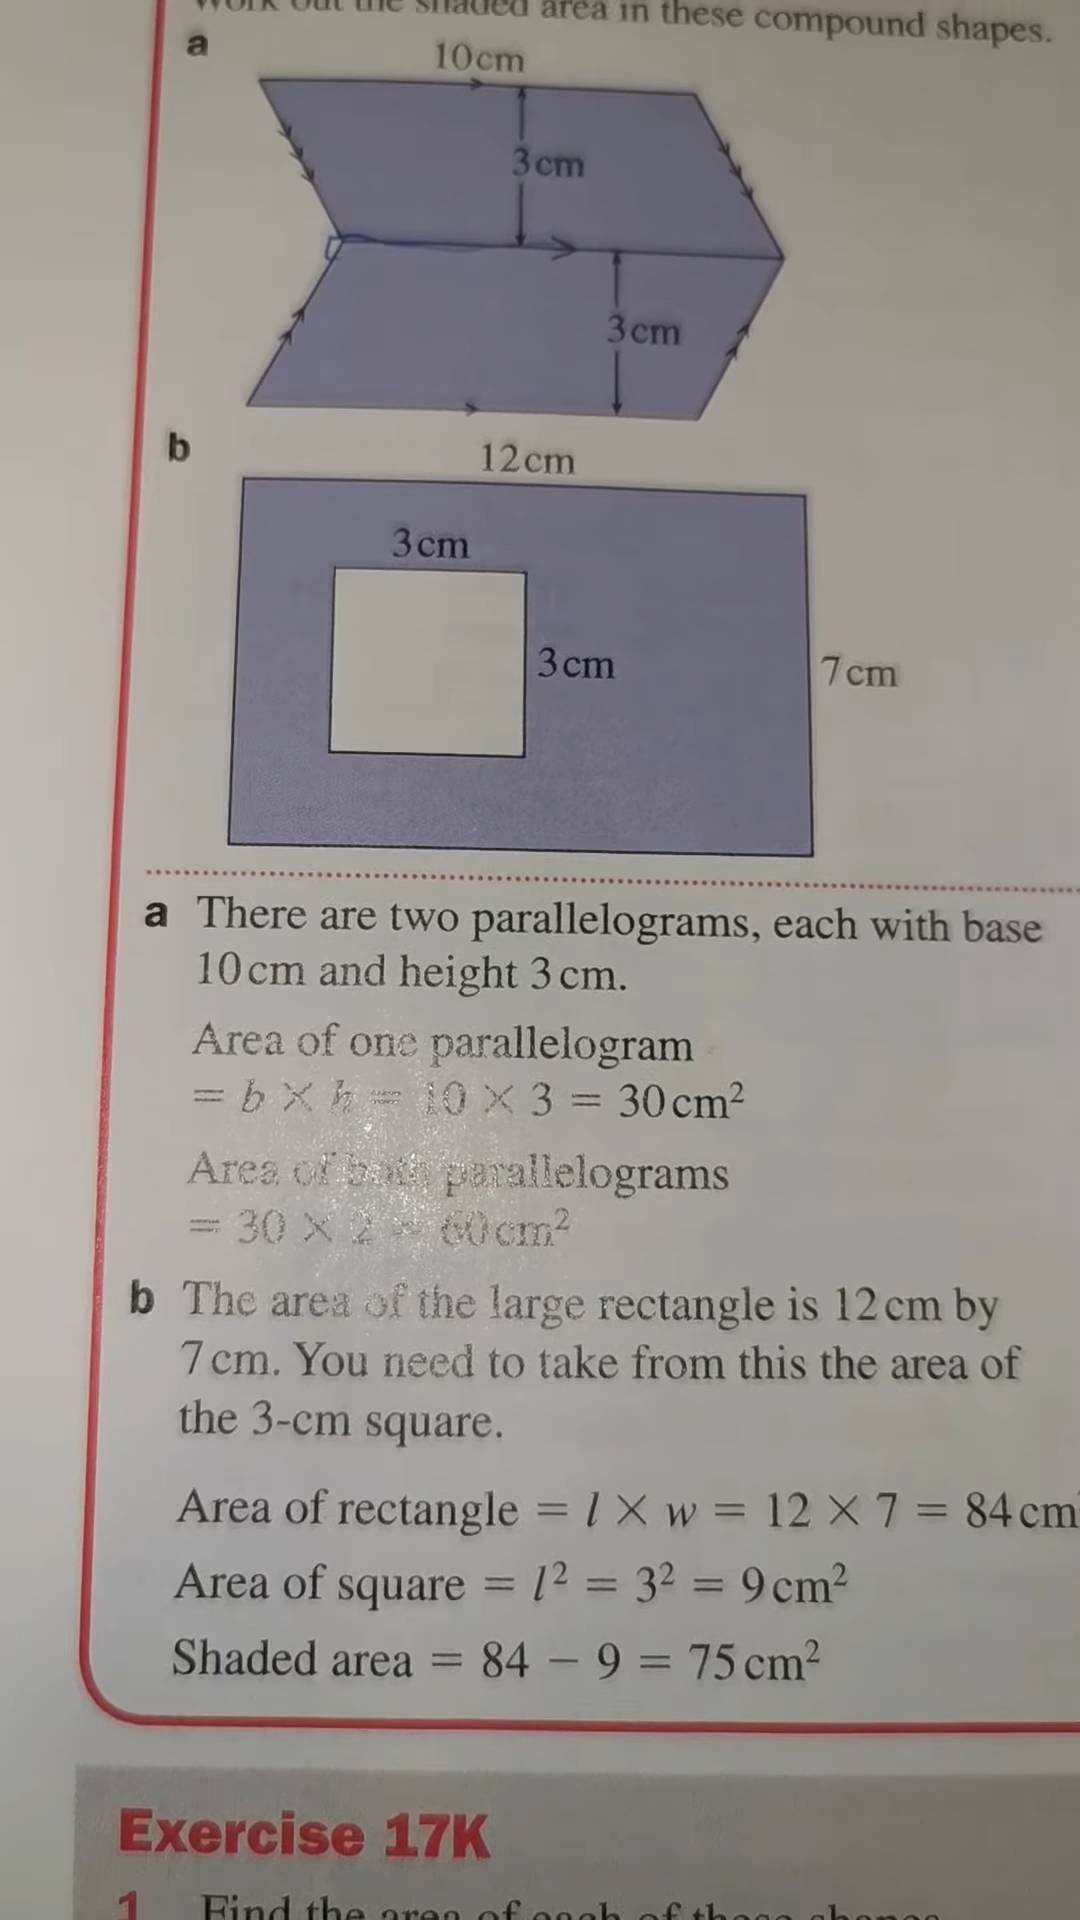 Work out the shaded area in these compound shapes.
a
10cm
3cm
3cm
b
12cm
3cm
3cm
7cm
a There are two parallelograms, each with base
10cm and height 3cm.
Area of one parallelogram
= b × h = 10 × 3 = 30cm²
Area of both parallelograms
= 30 × 2 = 60cm²
b The area of the large rectangle is 12cm by
7cm. You need to take from this the area of
the 3-cm square.
Area of rectangle = l × w = 12 × 7 = 84cm
Area of square = l² = 3² = 9cm²
Shaded area = 84 − 9 = 75cm²
Exercise 17K
1 Find the area of each of these shapes